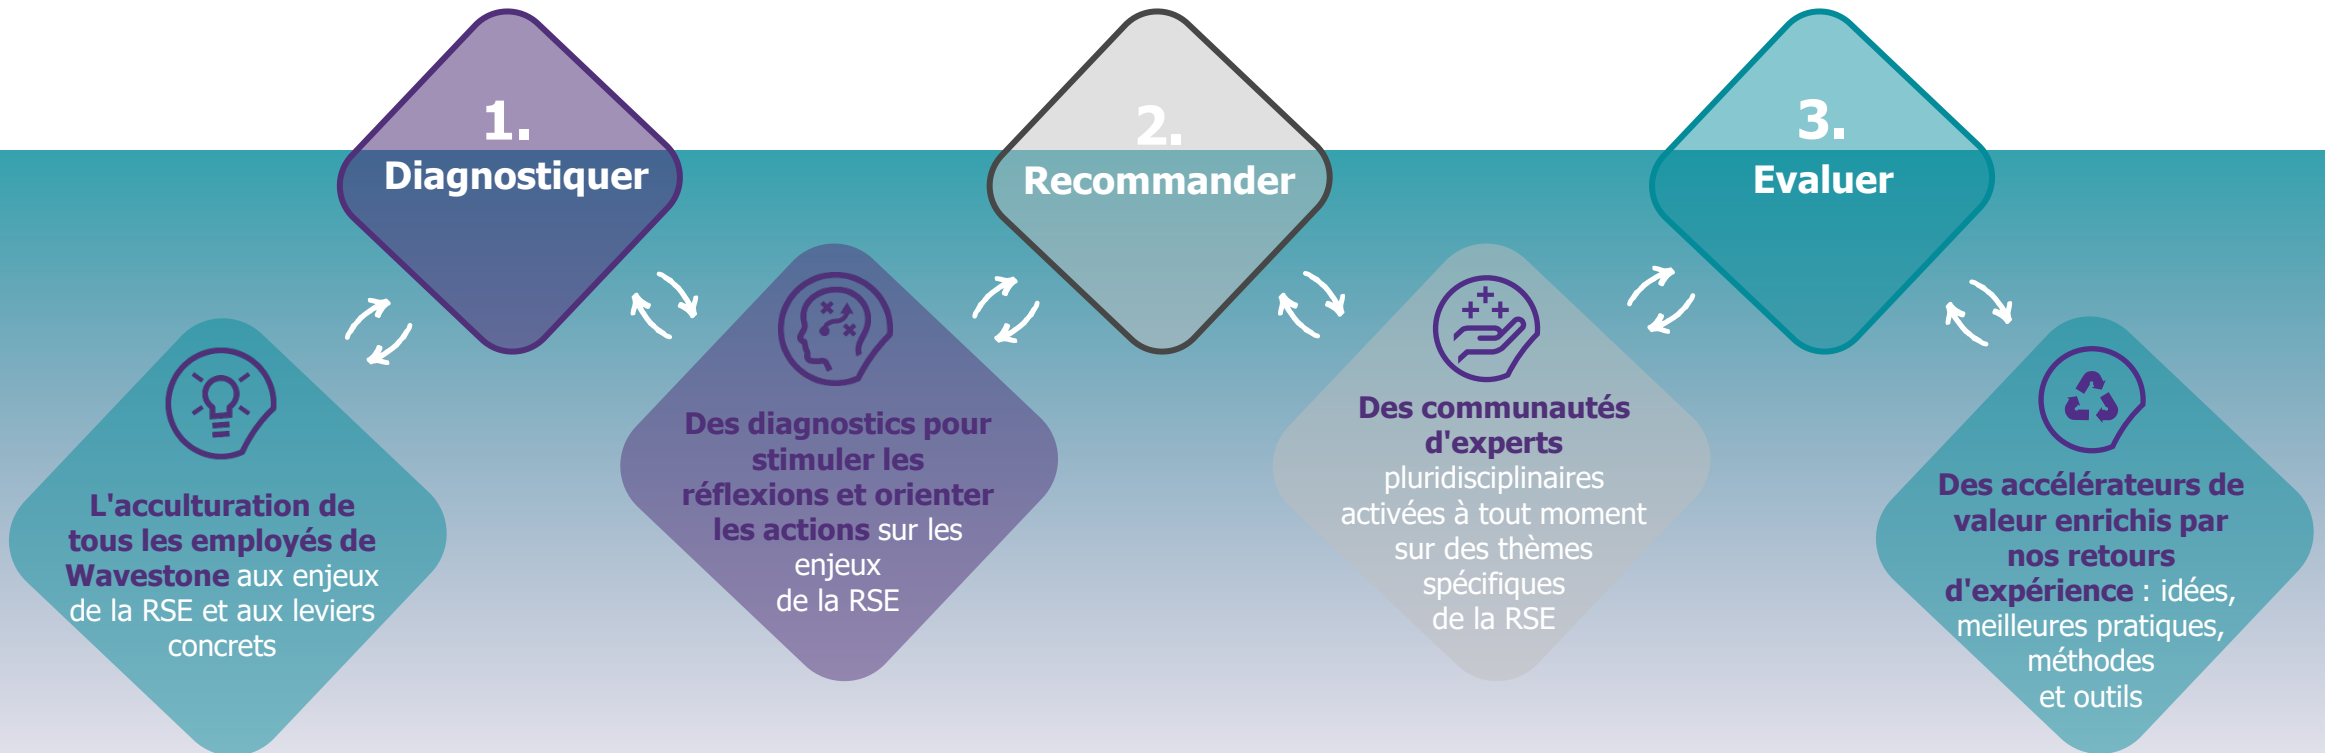 1.
Diagnostiquer
2.
Recommander
3.
Evaluer
L'acculturation de
tous les employés de
Wavestone aux enjeux
de la RSE et aux leviers
concrets
Des diagnostics pour
stimuler les
réflexions et orienter
les actions sur les
enjeux
de la RSE
Des communautés
d'experts
pluridisciplinaires
activées à tout moment
sur des thèmes
spécifiques
de la RSE
Des accélérateurs de
valeur enrichis par
nos retours
d'expérience : idées,
meilleures pratiques,
méthodes
et outils